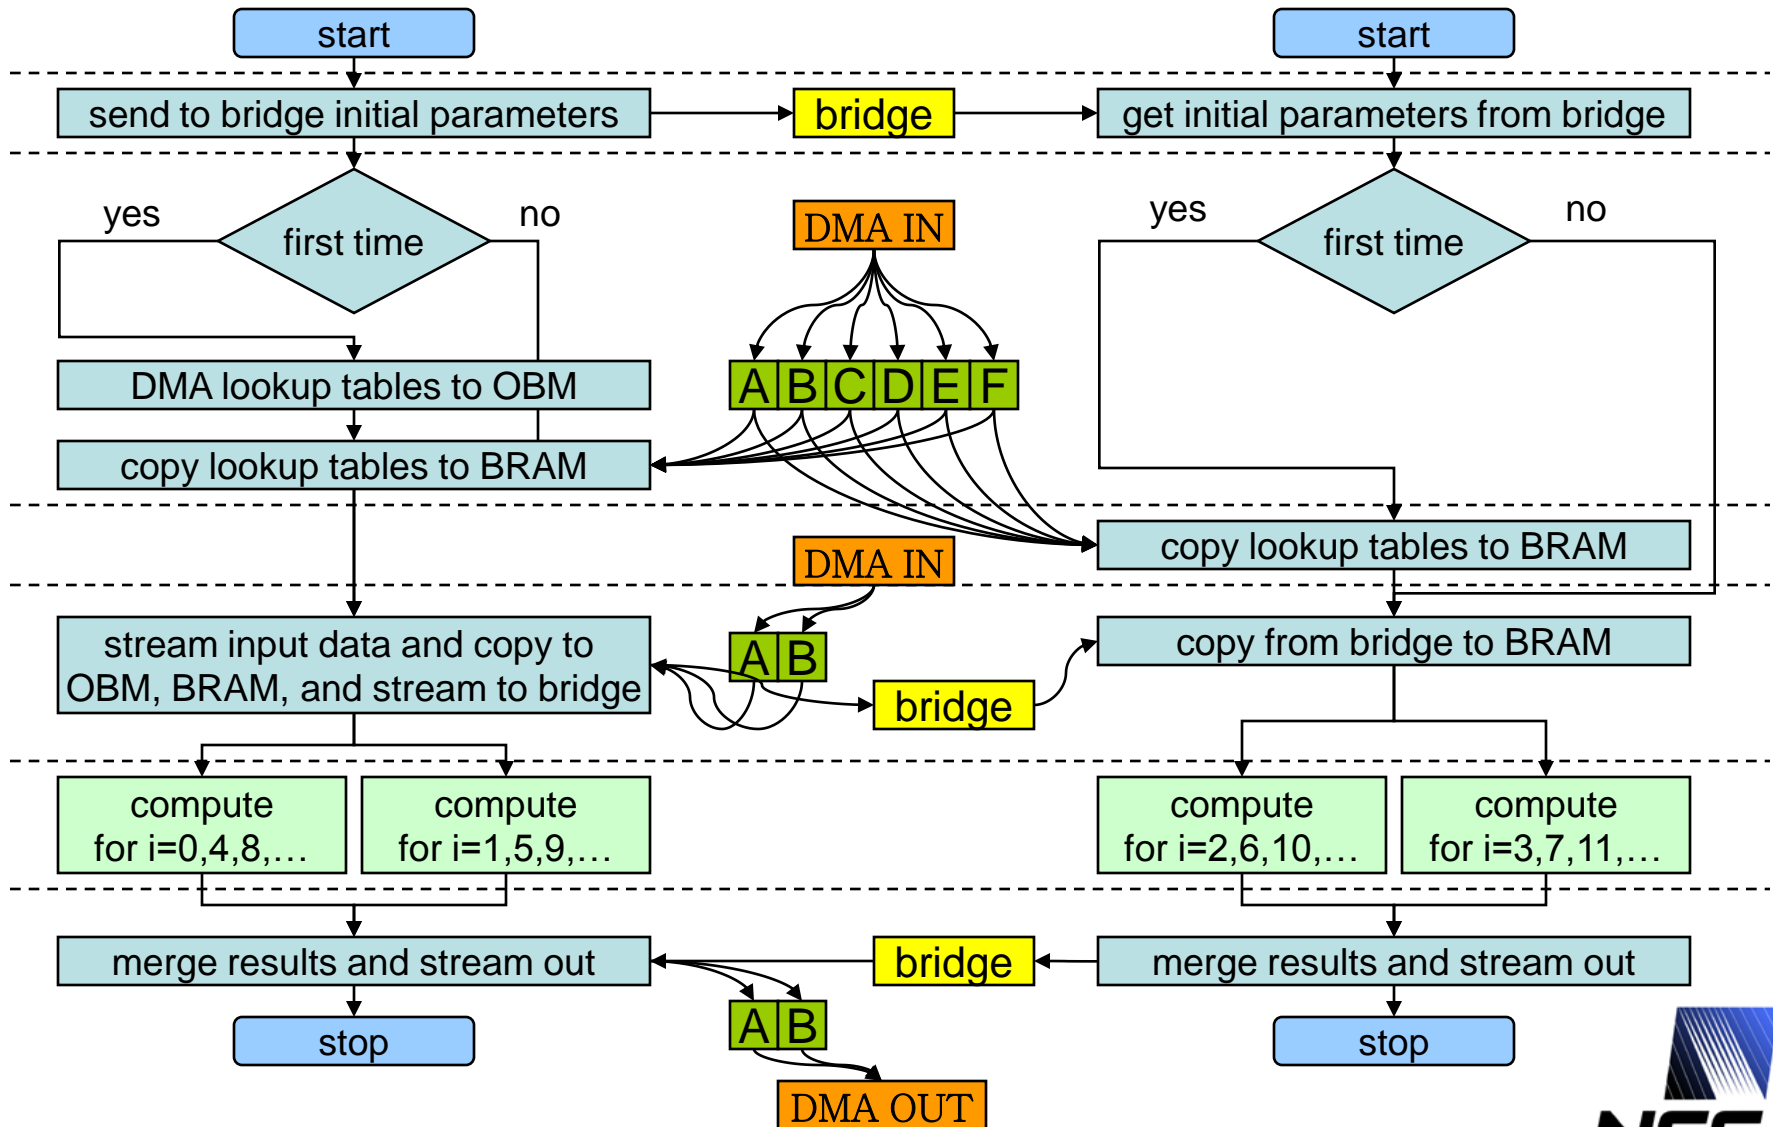 start
start
send to bridge initial parameters
bridge
get initial parameters from bridge
yes
no
first time
DMA IN
yes
no
first time
DMA lookup tables to OBM
A B C D E F
copy lookup tables to BRAM
copy lookup tables to BRAM
DMA IN
stream input data and copy to
OBM, BRAM, and stream to bridge
A B
bridge
copy from bridge to BRAM
compute
for i=0,4,8,…
compute
for i=1,5,9,…
compute
for i=2,6,10,…
compute
for i=3,7,11,…
merge results and stream out
bridge
merge results and stream out
A B
stop
stop
DMA OUT